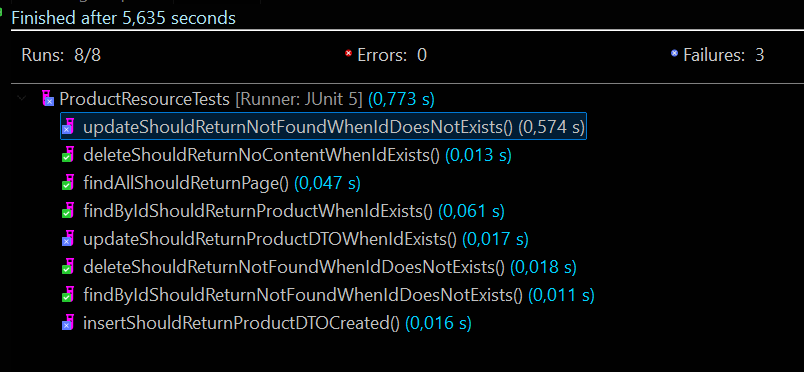 Finished after 5,635 seconds
Runs: 8/8 Errors: 0 Failures: 3
ProductResourceTests [Runner: JUnit 5] (0,773 s)
updateShouldReturnNotFoundWhenIdDoesNotExists() (0,574 s)
deleteShouldReturnNoContentWhenIdExists() (0,013 s)
findAllShouldReturnPage() (0,047 s)
findByIdShouldReturnProductWhenIdExists() (0,061 s)
updateShouldReturnProductDTOWhenIdExists() (0,017 s)
deleteShouldReturnNotFoundWhenIdDoesNotExists() (0,018 s)
findByIdShouldReturnNotFoundWhenIdDoesNotExists() (0,011 s)
insertShouldReturnProductDTOCreated() (0,016 s)